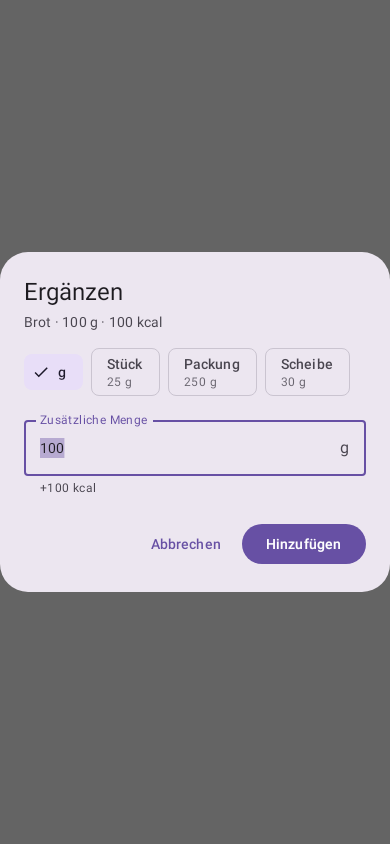 Ergänzen
Brot · 100 g · 100 kcal
g
Stück
25 g
Packung
250 g
Scheibe
30 g
Zusätzliche Menge
100 g
+100 kcal
Abbrechen Hinzufügen